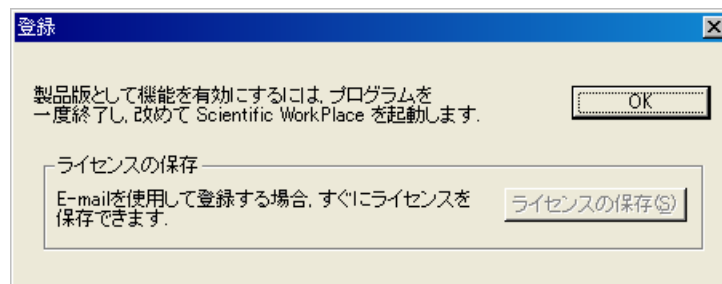 登録
製品版として機能を有効にするには, プログラムを
一度終了し, 改めて Scientific WorkPlace を起動します.
OK
ライセンスの保存
E-mailを使用して登録する場合, すぐにライセンスを
保存できます.
ライセンスの保存(S)